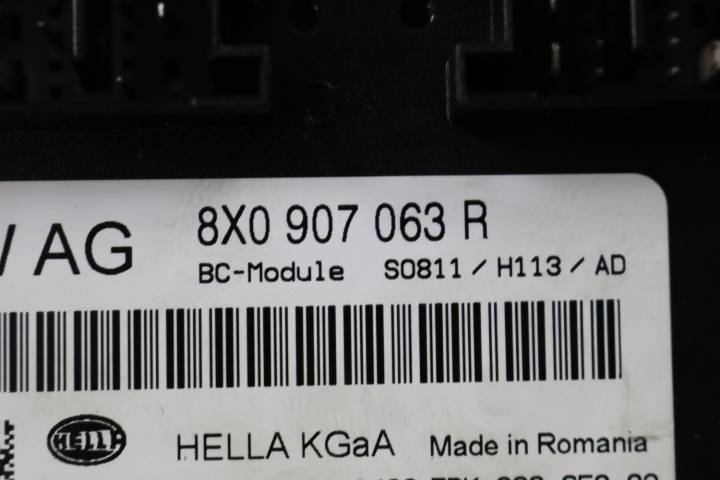 AG 8X0 907 063 R
BC-Module S0811 / H113 / AD
HELLA HELLA KGaA Made in Romania